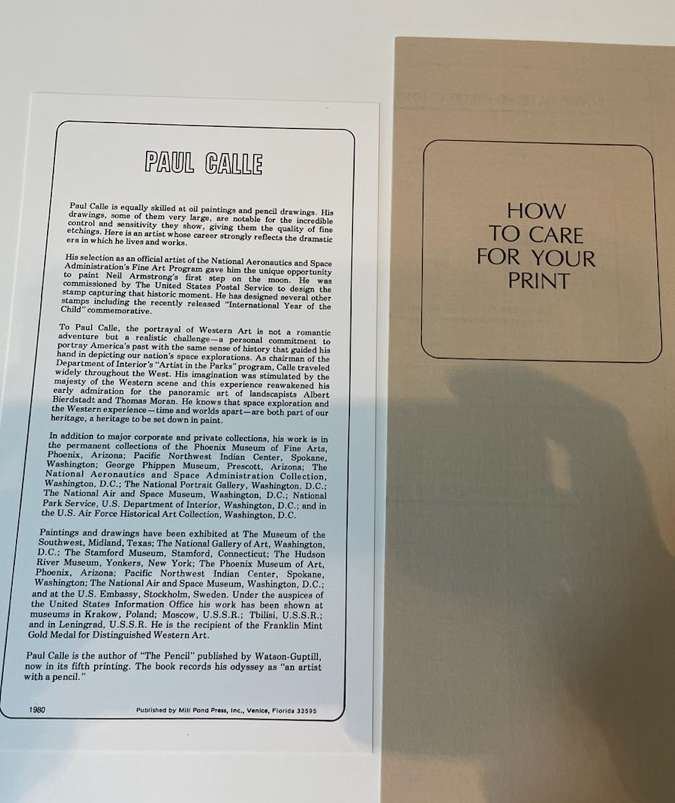 PAUL CALLE
Paul Calle is equally skilled at oil paintings and pencil drawings. His
drawings, some of them very large, are notable for the incredible
control and sensitivity they show, giving them the quality of fine
etchings. Here is an artist whose career strongly reflects the dramatic
era in which he lives and works.
His selection as an official artist of the National Aeronautics and Space
Administration's Fine Art Program gave him the unique opportunity
to paint Neil Armstrong's first step on the moon. He was
commissioned by The United States Postal Service to design the
stamp capturing that historic moment. He has designed several other
stamps including the recently released "International Year of the
Child" commemorative.
To Paul Calle, the portrayal of Western Art is not a romantic
adventure but a realistic challenge—a personal commitment to
portray America's past with the same sense of history that guided his
hand in depicting our nation's space explorations. As chairman of the
Department of Interior's "Artist in the Parks" program, Calle traveled
widely throughout the West. His imagination was stimulated by the
majesty of the Western scene and this experience reawakened his
early admiration for the panoramic art of landscapists Albert
Bierdstadt and Thomas Moran. He knows that space exploration and
the Western experience—time and worlds apart—are both part of our
heritage, a heritage to be set down in paint.
In addition to major corporate and private collections, his work is in
the permanent collections of the Phoenix Museum of Fine Arts,
Phoenix, Arizona; Pacific Northwest Indian Center, Spokane,
Washington; George Phippen Museum, Prescott, Arizona; The
National Aeronautics and Space Administration Collection,
Washington, D.C.; The National Portrait Gallery, Washington, D.C.;
The National Air and Space Museum, Washington, D.C.; National
Park Service, U.S. Department of Interior, Washington, D.C.; and in
the U.S. Air Force Historical Art Collection, Washington, D.C.
Paintings and drawings have been exhibited at The Museum of the
Southwest, Midland, Texas; The National Gallery of Art, Washington,
D.C.; The Stamford Museum, Stamford, Connecticut; The Hudson
River Museum, Yonkers, New York; The Phoenix Museum of Art,
Phoenix, Arizona; Pacific Northwest Indian Center, Spokane,
Washington; The National Air and Space Museum, Washington, D.C.;
and at the U.S. Embassy, Stockholm, Sweden. Under the auspices of
the United States Information Office his work has been shown at
museums in Krakow, Poland; Moscow, U.S.S.R.; Tbilisi, U.S.S.R.;
and in Leningrad, U.S.S.R. He is the recipient of the Franklin Mint
Gold Medal for Distinguished Western Art.
Paul Calle is the author of "The Pencil" published by Watson-Guptill,
now in its fifth printing. The book records his odyssey as "an artist
with a pencil."
1980 Published by Mill Pond Press, Inc., Venice, Florida 33595
HOW
TO CARE
FOR YOUR
PRINT